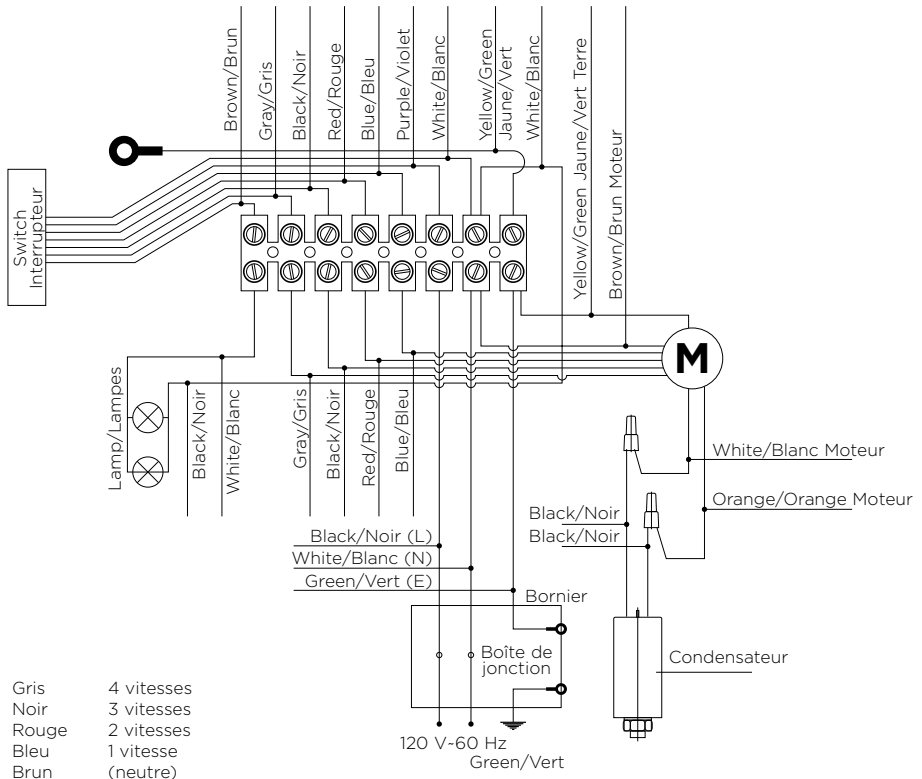 Brown/Brun
Gray/Gris
Black/Noir
Red/Rouge
Blue/Bleu
Purple/Violet
White/Blanc
Yellow/Green
Jaune/Vert
White/Blanc
Yellow/Green Jaune/Vert Terre
Brown/Brun Moteur
Switch
Interrupteur
M
Lamp/Lampes
Black/Noir
White/Blanc
Gray/Gris
Black/Noir
Red/Rouge
Blue/Bleu
White/Blanc Moteur
Orange/Orange Moteur
Black/Noir
Black/Noir
Black/Noir (L)
White/Blanc (N)
Green/Vert (E)
Bornier
Boîte de
jonction
Condensateur
120 V~60 Hz
Green/Vert
Gris 4 vitesses
Noir 3 vitesses
Rouge 2 vitesses
Bleu 1 vitesse
Brun (neutre)